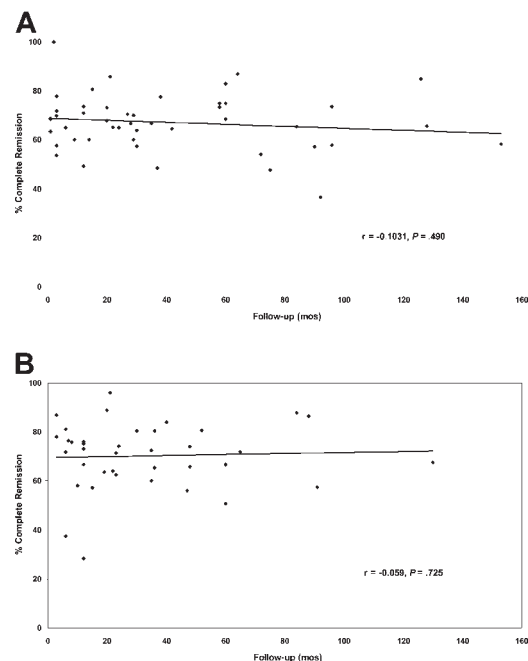 A
100
80
60
40
20
0
% Complete Remission
r = -0.1031, P = .490
0 20 40 60 80 100 120 140 160
Follow-up (mos)
B
100
80
60
40
20
0
% Complete Remission
r = -0.059, P = .725
0 20 40 60 80 100 120 140 160
Follow-up (mos)